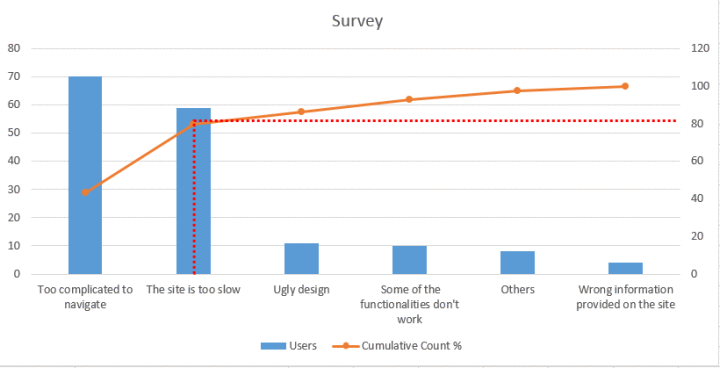 Survey
80
70
60
50
40
30
20
10
0
120
100
80
60
40
20
0
Too complicated to
navigate
The site is too slow
Ugly design
Some of the
functionalities don't
work
Others
Wrong information
provided on the site
Users
Cumulative Count %